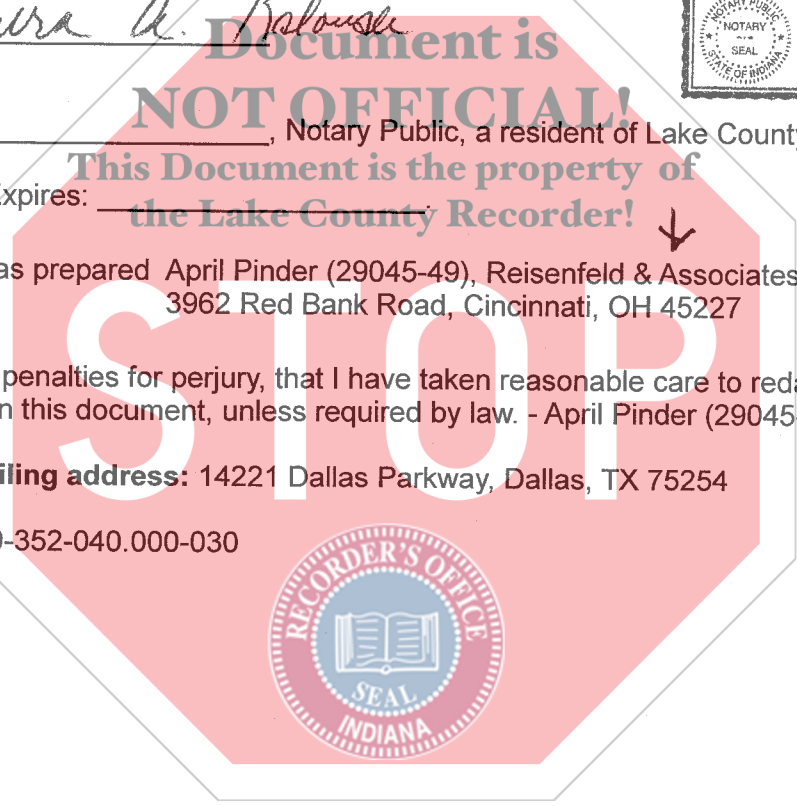 Document is
NOTARY PUBLIC
NOTARY
SEAL
STATE OF INDIANA
NOT OFFICIAL!
, Notary Public, a resident of Lake County
This Document is the property of
Expires:
the Lake County Recorder!
as prepared April Pinder (29045-49), Reisenfeld & Associates
3962 Red Bank Road, Cincinnati, OH 45227
STOP
penalties for perjury, that I have taken reasonable care to reda
n this document, unless required by law. - April Pinder (29045-
iling address: 14221 Dallas Parkway, Dallas, TX 75254
0-352-040.000-030
RECORDER'S OFFICE
SEAL
INDIANA